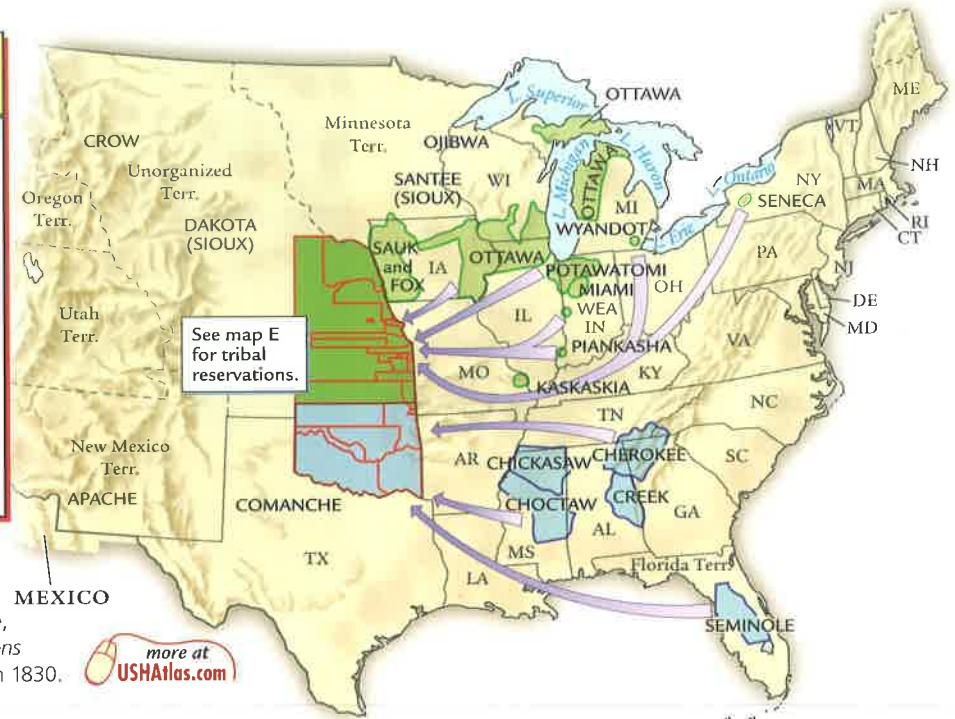 L. Superior
OTTAWA
ME
Minnesota
Terr.
OJIBWA
VT
CROW
L. Michigan
L. Huron
NH
Unorganized
Terr.
SANTEE
(SIOUX)
WI
OTTAWA
L. Ontario
NY
MA
Oregon
Terr.
MI
SENECA
RI
CT
DAKOTA
(SIOUX)
WYANDOT
L. Erie
SAUK
and
FOX
IA
OTTAWA
PA
NJ
POTAWATOMI
MIAMI
OH
DE
MD
Utah
Terr.
See map E
for tribal
reservations.
IL
WEA
IN
VA
PIANKASHA
MO
KASKASKIA
KY
NC
TN
New Mexico
Terr.
AR
CHICKASAW
CHEROKEE
SC
APACHE
COMANCHE
CHOCTAW
CREEK
GA
AL
TX
MS
Florida Terr.
LA
MEXICO
SEMINOLE
ens
n 1830.
more at
USHAtlas.com